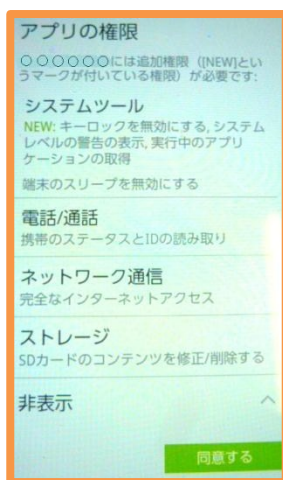 アプリの権限
○○○○○○には追加権限（[NEW]とい
うマークが付いている権限）が必要です:
システムツール
NEW: キーロックを無効にする, システム
レベルの警告の表示, 実行中のアプリ
ケーションの取得
端末のスリープを無効にする
電話/通話
携帯のステータスとIDの読み取り
ネットワーク通信
完全なインターネットアクセス
ストレージ
SDカードのコンテンツを修正/削除する
非表示
同意する